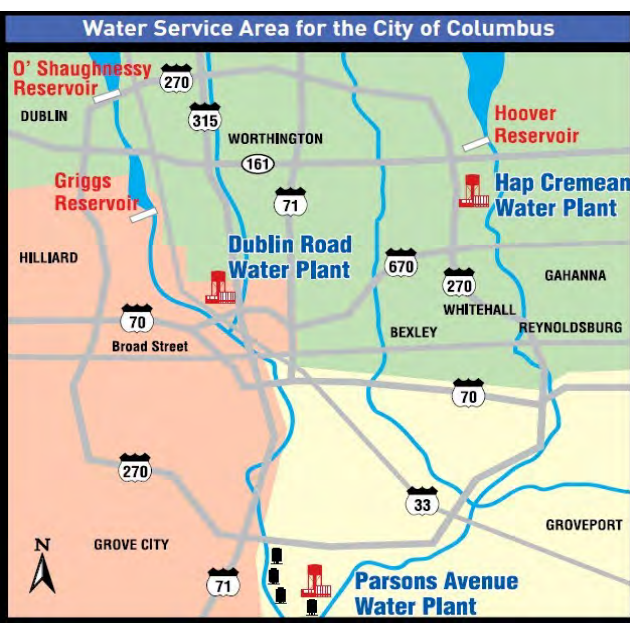 Water Service Area for the City of Columbus
O' Shaughnessy
Reservoir
270
DUBLIN
315
WORTHINGTON
161
Hoover
Reservoir
Griggs
Reservoir
71
Hap Cremean
Water Plant
HILLIARD
Dublin Road
Water Plant
670
270
GAHANNA
WHITEHALL
70
Broad Street
BEXLEY
REYNOLDSBURG
70
270
33
GROVEPORT
N
GROVE CITY
71
Parsons Avenue
Water Plant